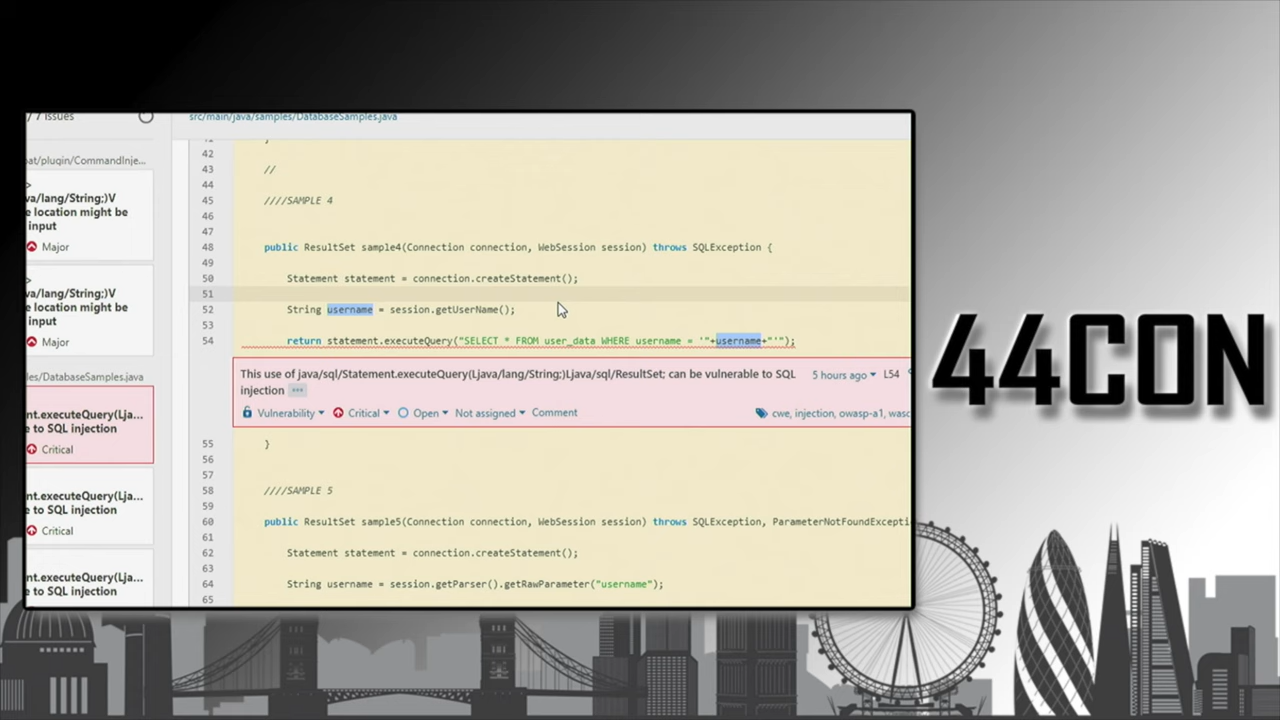 / 7 issues
src/main/java/samples/DatabaseSamples.java
pat/plugin/CommandInje...
>
va/lang/String;)V
e location might be
input
Major
>
va/lang/String;)V
e location might be
input
Major
les/DatabaseSamples.java
nt.executeQuery(Lja...
e to SQL injection
Critical
nt.executeQuery(Lja...
e to SQL injection
Critical
nt.executeQuery(Lja...
e to SQL injection
41 }
42
43 //
44
45 ////SAMPLE 4
46
47
48 public ResultSet sample4(Connection connection, WebSession session) throws SQLException {
49
50 Statement statement = connection.createStatement();
51
52 String username = session.getUserName();
53
54 return statement.executeQuery("SELECT * FROM user_data WHERE username = '"+username+"'");
This use of java/sql/Statement.executeQuery(Ljava/lang/String;)Ljava/sql/ResultSet; can be vulnerable to SQL
injection ...
5 hours ago L54
Vulnerability Critical Open Not assigned Comment cwe, injection, owasp-a1, wasc
55 }
56
57
58 ////SAMPLE 5
59
60 public ResultSet sample5(Connection connection, WebSession session) throws SQLException, ParameterNotFoundExcepti
61
62 Statement statement = connection.createStatement();
63
64 String username = session.getParser().getRawParameter("username");
65
44CON